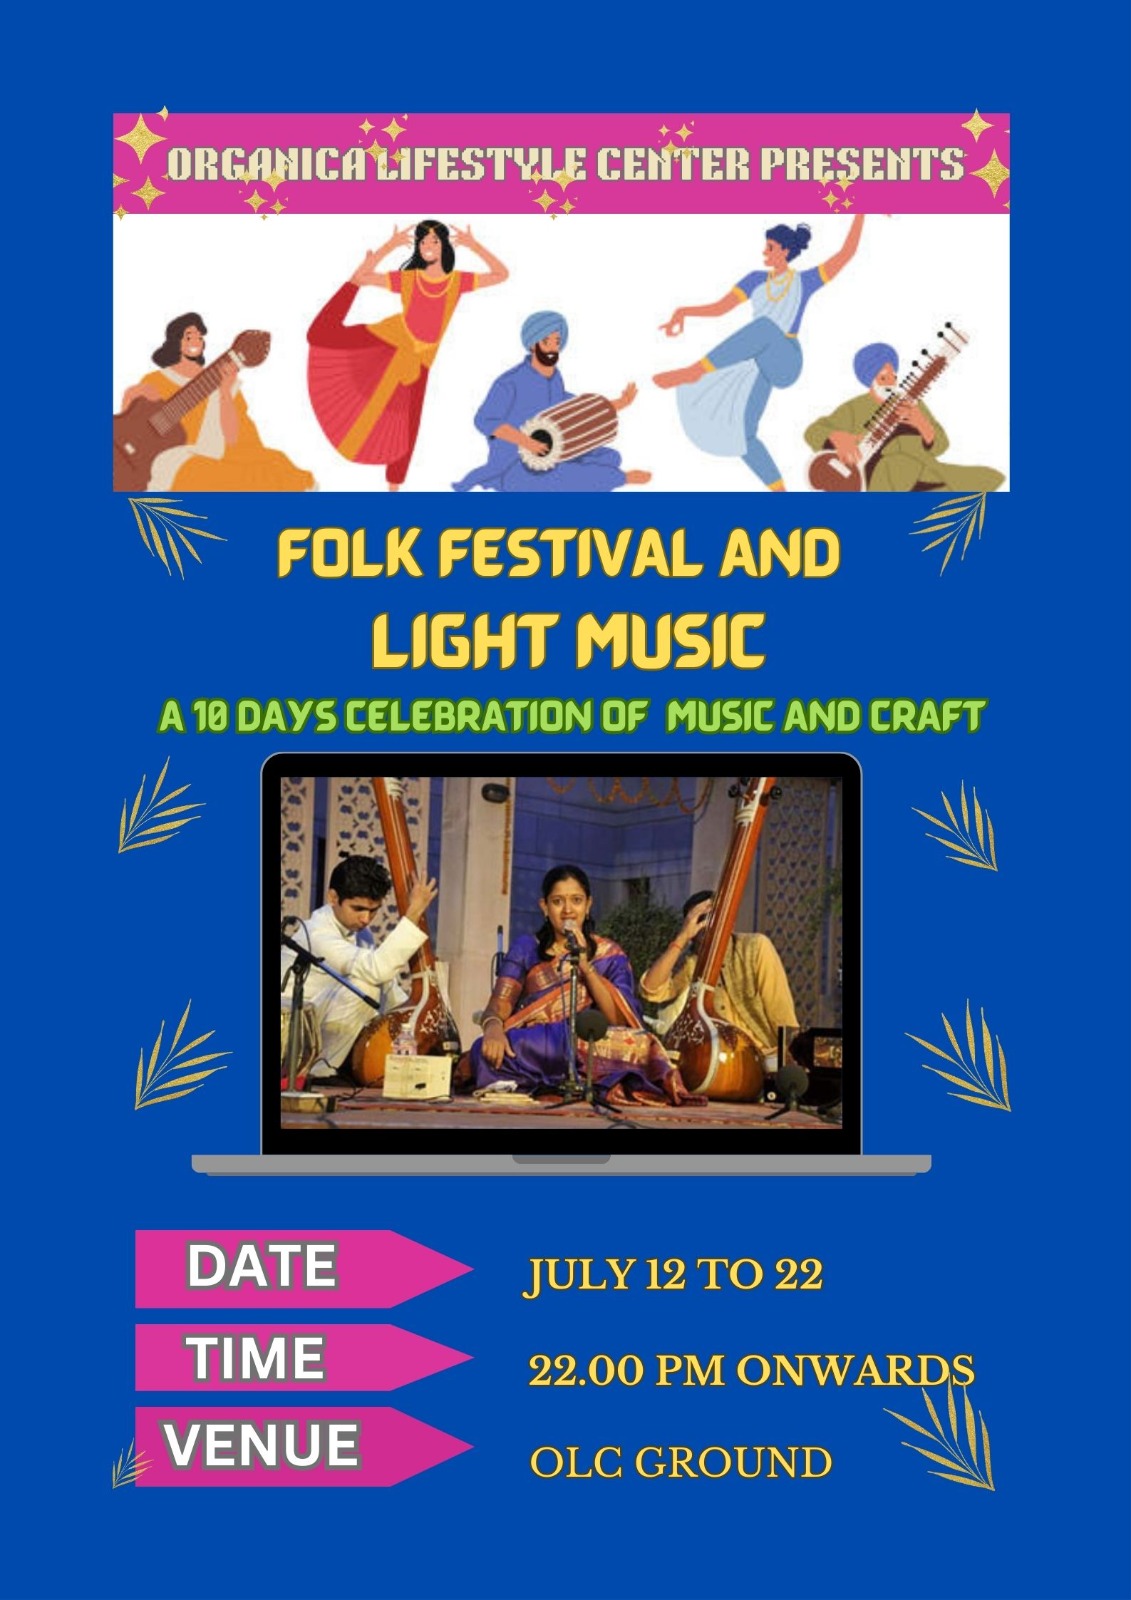 ORGANICA LIFESTYLE CENTER PRESENTS
FOLK FESTIVAL AND
LIGHT MUSIC
A 10 DAYS CELEBRATION OF MUSIC AND CRAFT
DATE
JULY 12 TO 22
TIME
22.00 PM ONWARDS
VENUE
OLC GROUND